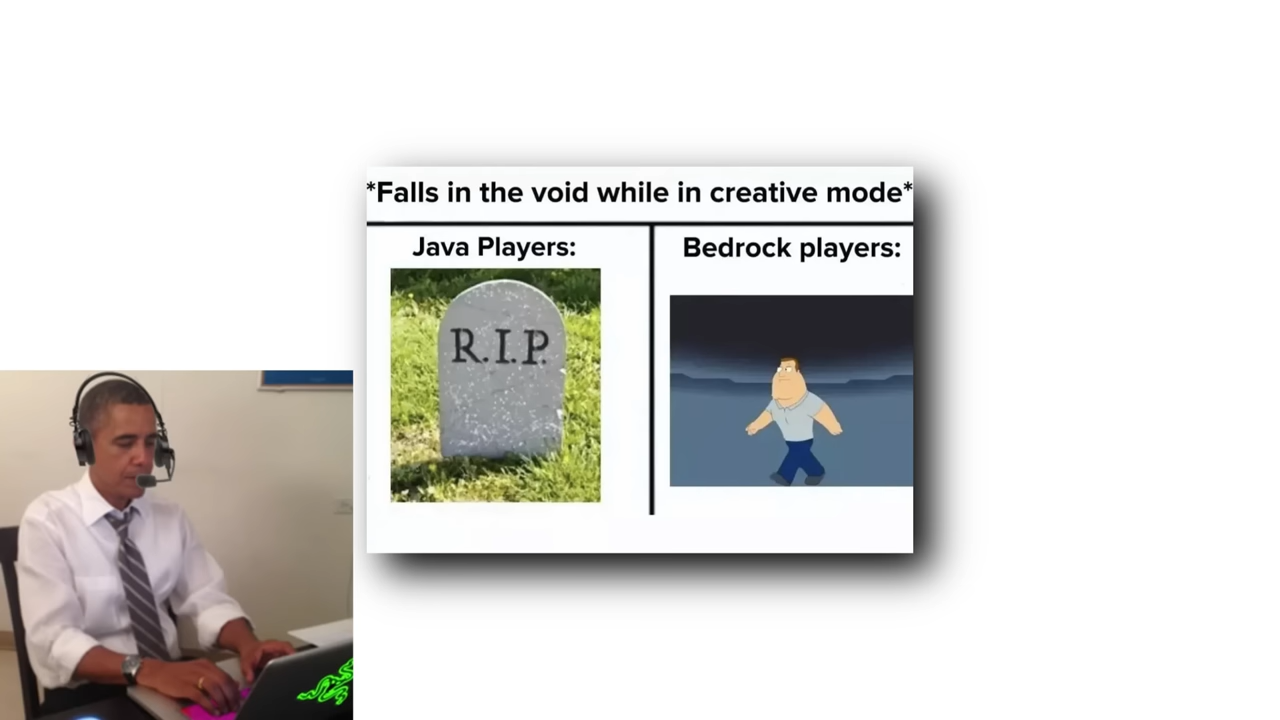 *Falls in the void while in creative mode*
Java Players:
Bedrock players:
R.I.P.